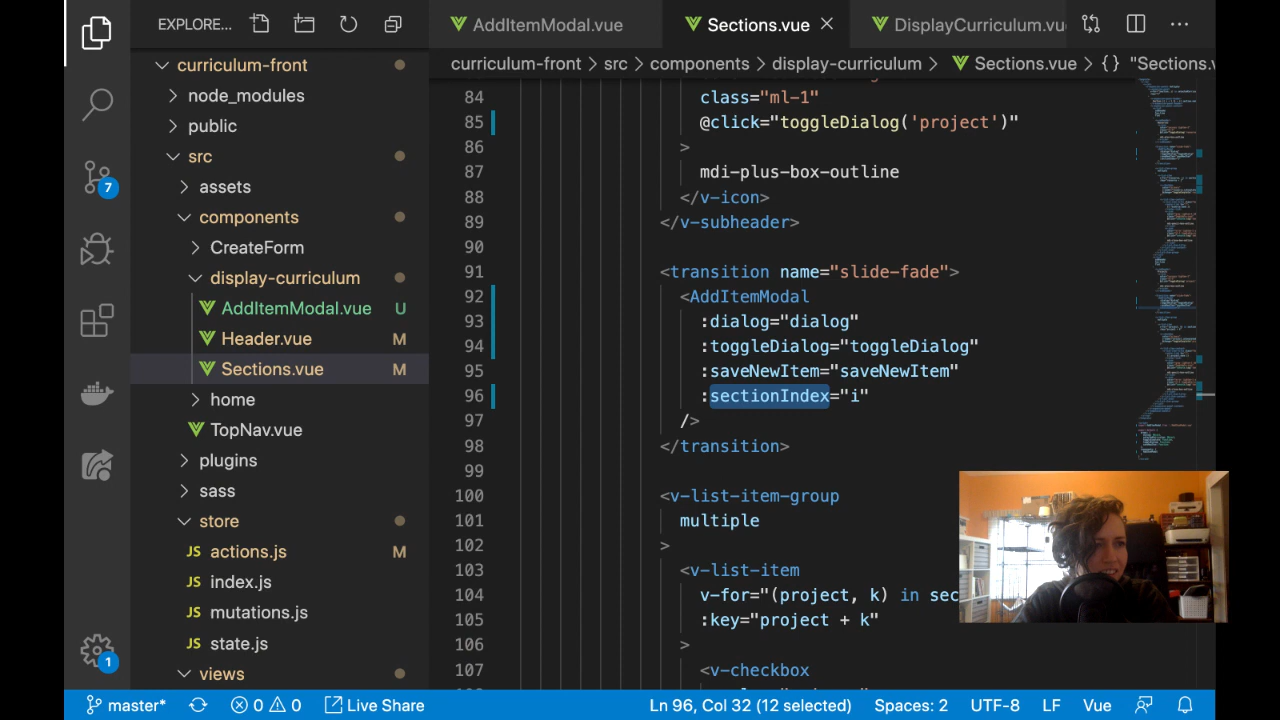 EXPLORE...
curriculum-front
node_modules
public
src
assets
components
CreateForm
display-curriculum
AddItemModal.vue U
Header.vue M
Sections.vue M
home
TopNav.vue
plugins
sass
store
JS actions.js M
JS index.js
JS mutations.js
JS state.js
views
7
1
AddItemModal.vue Sections.vue DisplayCurriculum.vu
curriculum-front > src > components > display-curriculum > Sections.vue > {} "Sections.v
84 class="ml-1"
85 @click="toggleDialog('project')"
86 >
87 mdi-plus-box-outline
88 </v-icon>
89 </v-subheader>
90
91 <transition name="slide-fade">
92 <AddItemModal
93 :dialog="dialog"
94 :toggleDialog="toggleDialog"
95 :saveNewItem="saveNewItem"
96 :sectionIndex="i"
97 />
98 </transition>
99
100 <v-list-item-group
101 multiple
102 >
103 <v-list-item
104 v-for="(project, k) in sec
105 :key="project + k"
106 >
107 <v-checkbox
master* 0 0 Live Share Ln 96, Col 32 (12 selected) Spaces: 2 UTF-8 LF Vue